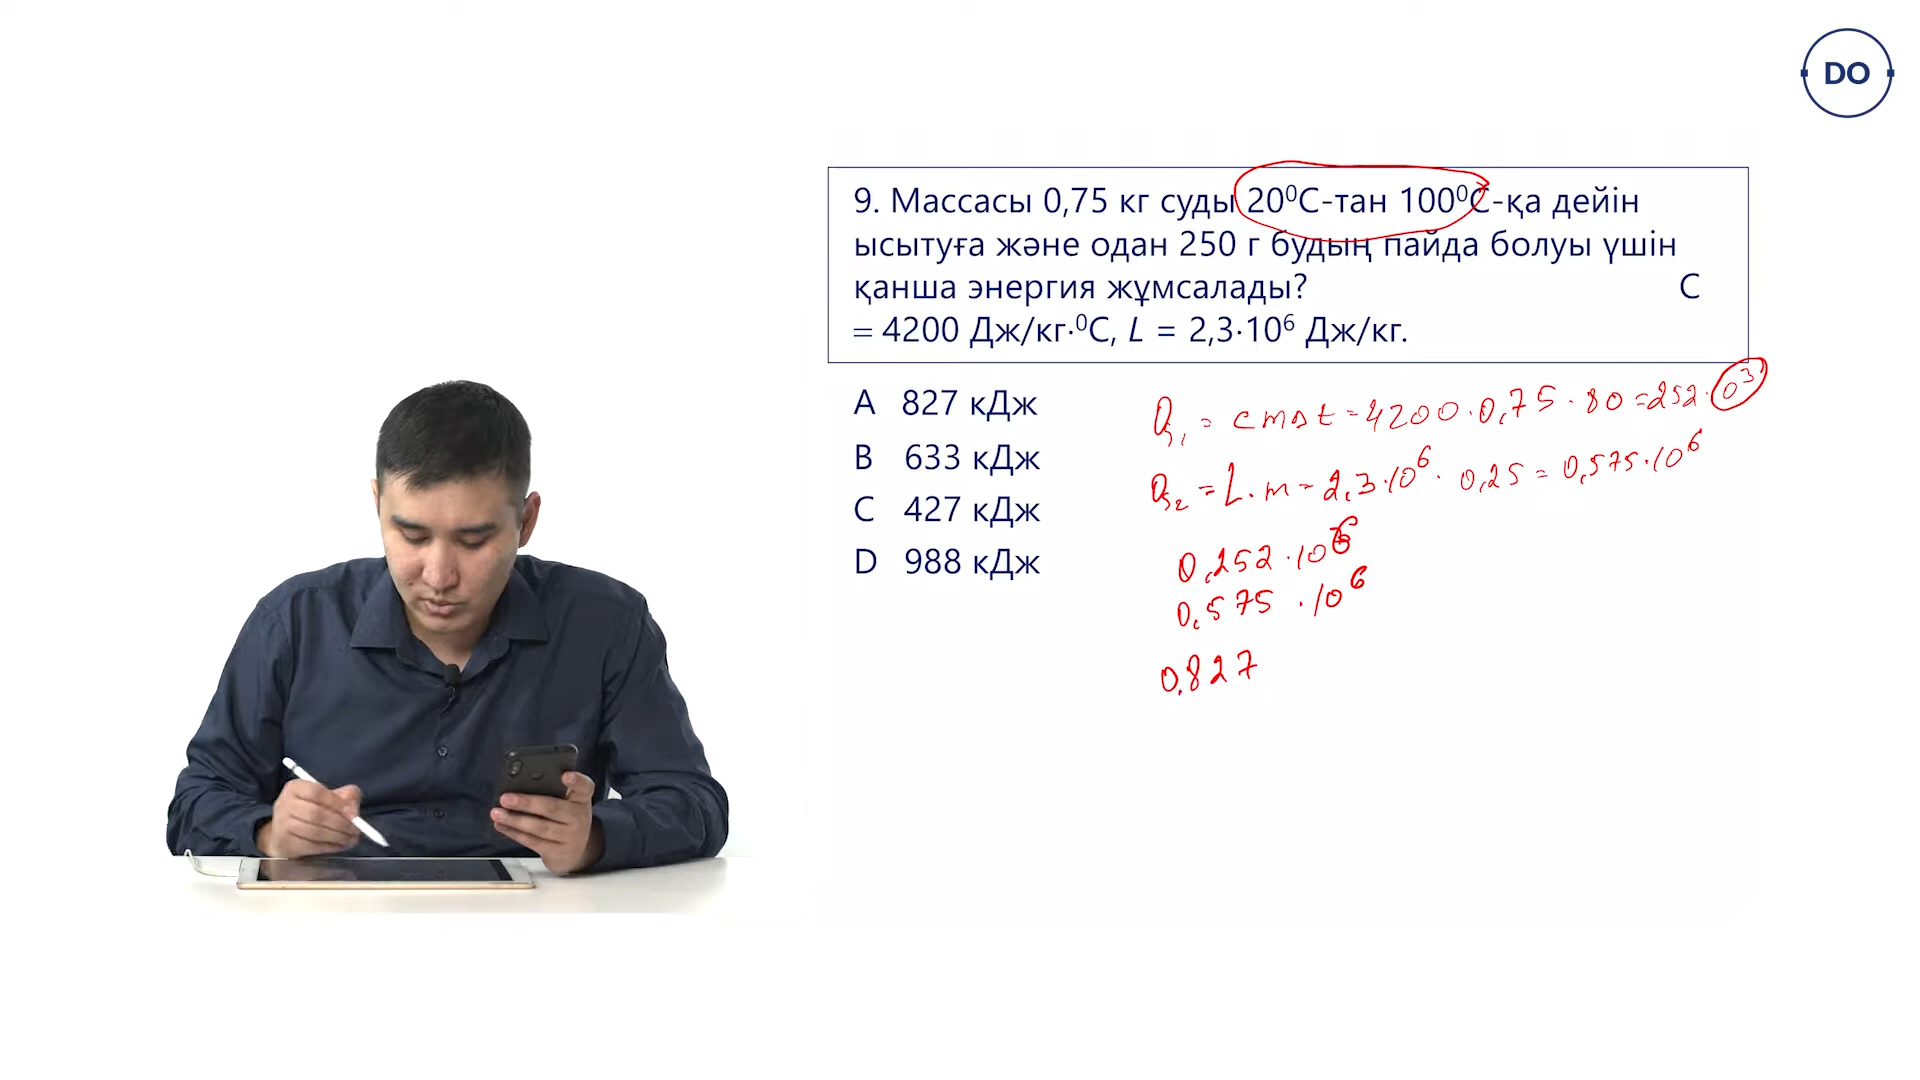 DO
9. Массасы 0,75 кг суды 20⁰С-тан 100⁰С-қа дейін
ысытуға және одан 250 г будың пайда болуы үшін
қанша энергия жұмсалады? С
= 4200 Дж/кг·⁰С, L = 2,3·10⁶ Дж/кг.
A 827 кДж
B 633 кДж
C 427 кДж
D 988 кДж
Q₁ = cmΔt = 4200 · 0,75 · 80 = 252 · 0³
Q₂ = L · m = 2,3 · 10⁶ · 0,25 = 0,575 · 10⁶
0,252 · 10⁶
0,575 · 10⁶
0,827